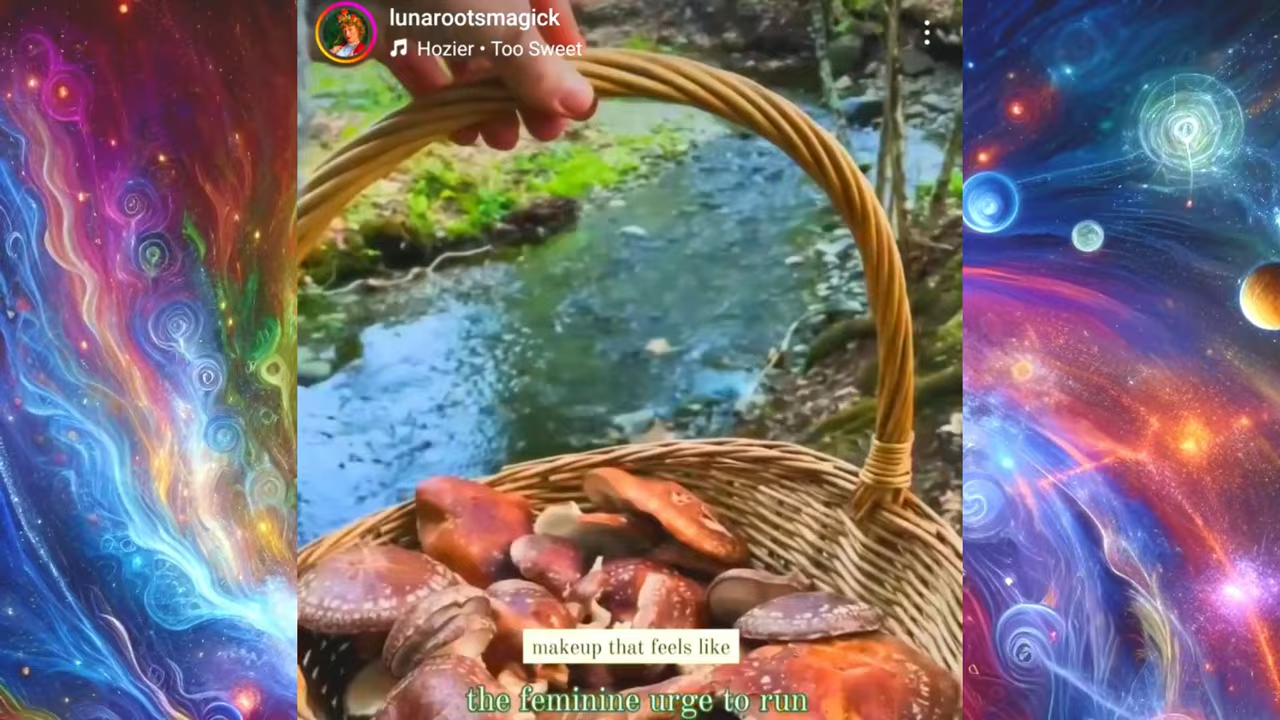 lunarootsmagick
Hozier • Too Sweet
makeup that feels like
the feminine urge to run